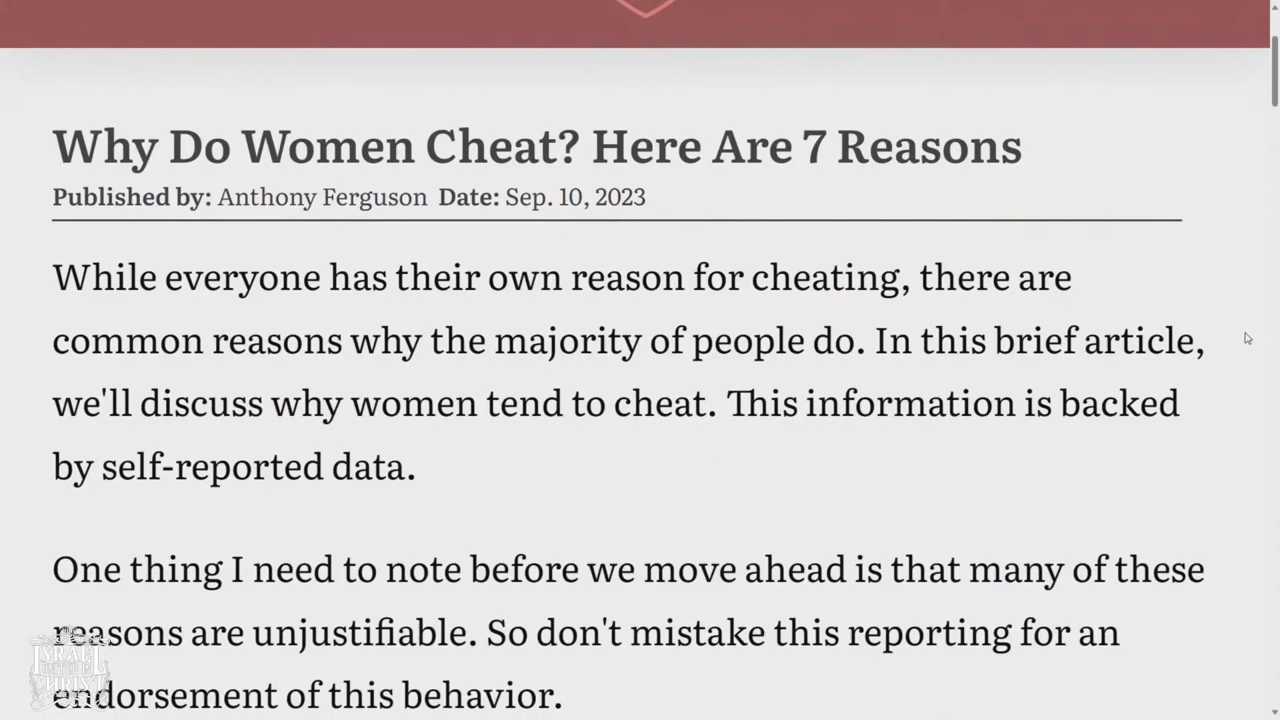 Why Do Women Cheat? Here Are 7 Reasons
Published by: Anthony Ferguson Date: Sep. 10, 2023
While everyone has their own reason for cheating, there are
common reasons why the majority of people do. In this brief article,
we'll discuss why women tend to cheat. This information is backed
by self-reported data.
One thing I need to note before we move ahead is that many of these
reasons are unjustifiable. So don't mistake this reporting for an
endorsement of this behavior.
ISRAEL
UNITED IN
CHRIST